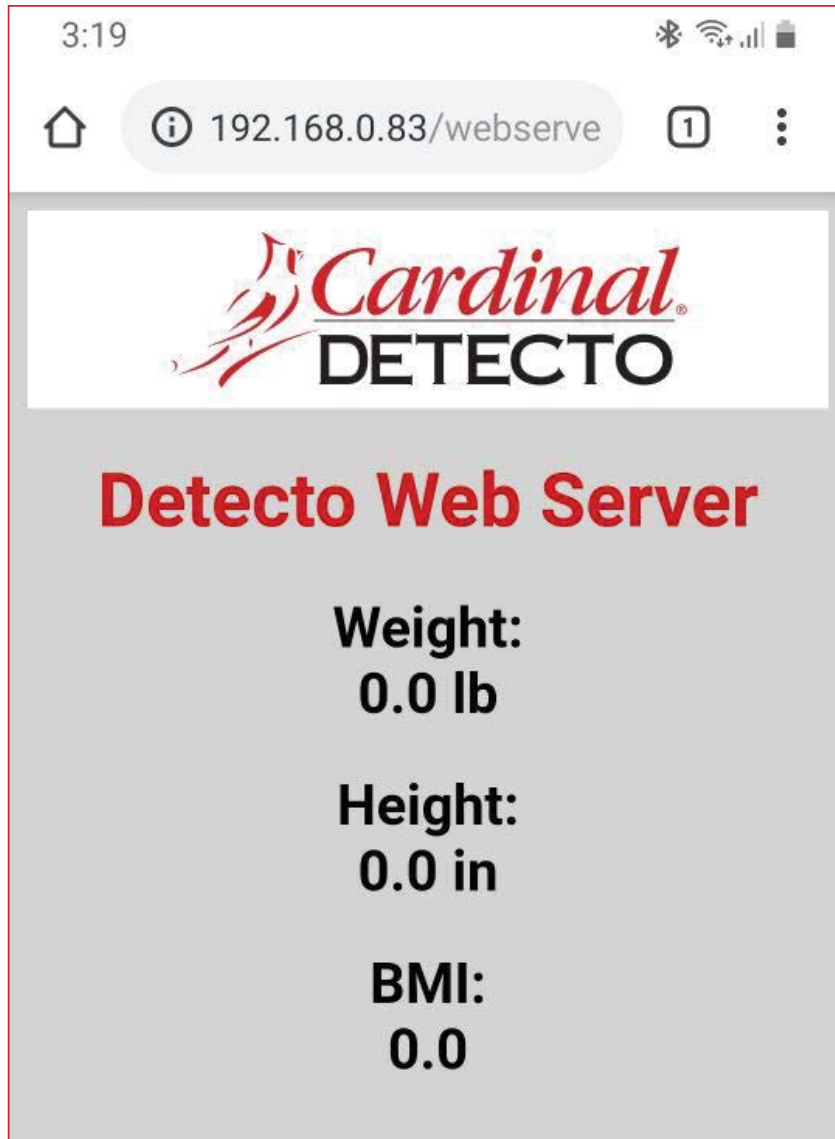 3:19
1
192.168.0.83/webserve
Cardinal®
DETECTO
Detecto Web Server
Weight:
0.0 lb
Height:
0.0 in
BMI:
0.0